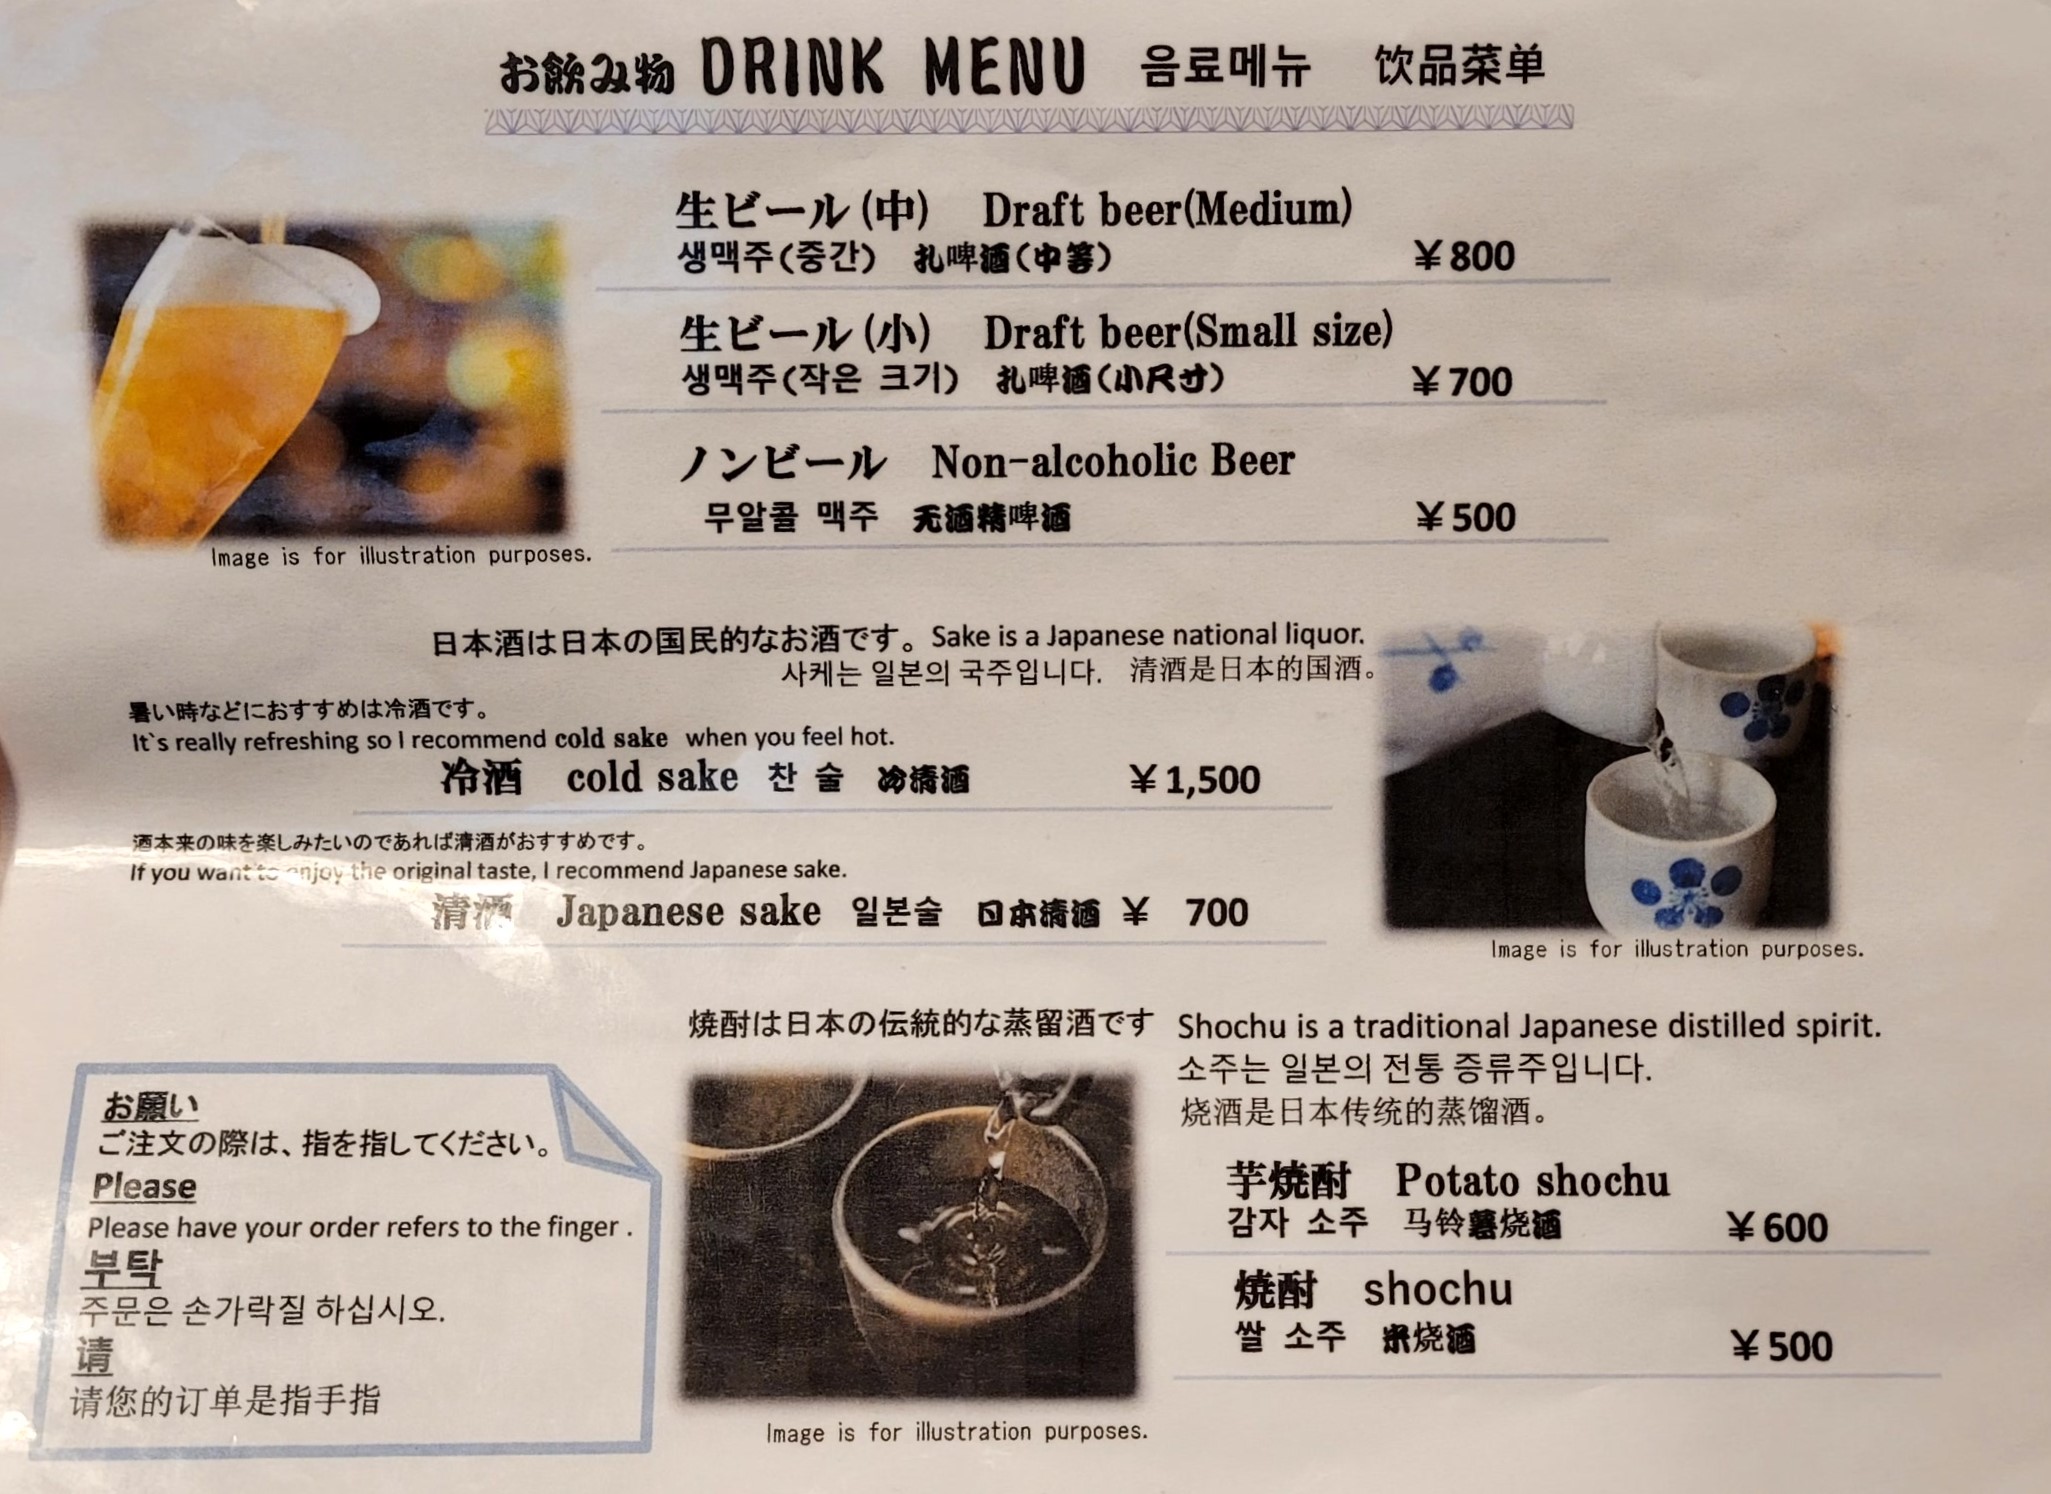 お飲み物 DRINK MENU 음료메뉴 饮品菜单
生ビール(中) Draft beer(Medium)
생맥주(중간) 扎啤酒(中等) ¥800
生ビール(小) Draft beer(Small size)
생맥주(작은 크기) 扎啤酒(小尺寸) ¥700
ノンビール Non-alcoholic Beer
무알콜 맥주 无酒精啤酒 ¥500
Image is for illustration purposes.
日本酒は日本の国民的なお酒です。Sake is a Japanese national liquor.
사케는 일본의 국주입니다. 清酒是日本的国酒。
暑い時などにおすすめは冷酒です。
It`s really refreshing so I recommend cold sake when you feel hot.
冷酒 cold sake 찬 술 冷清酒 ¥1,500
酒本来の味を楽しみたいのであれば清酒がおすすめです。
If you want to enjoy the original taste, I recommend Japanese sake.
清酒 Japanese sake 일본술 日本清酒 ¥ 700
Image is for illustration purposes.
焼酎は日本の伝統的な蒸留酒です Shochu is a traditional Japanese distilled spirit.
소주는 일본의 전통 증류주입니다.
烧酒是日本传统的蒸馏酒。
芋焼酎 Potato shochu
감자 소주 马铃薯烧酒 ¥600
焼酎 shochu
쌀 소주 米烧酒 ¥500
Image is for illustration purposes.
お願い
ご注文の際は、指を指してください。
Please
Please have your order refers to the finger .
부탁
주문은 손가락질 하십시오.
请
请您的订单是指手指